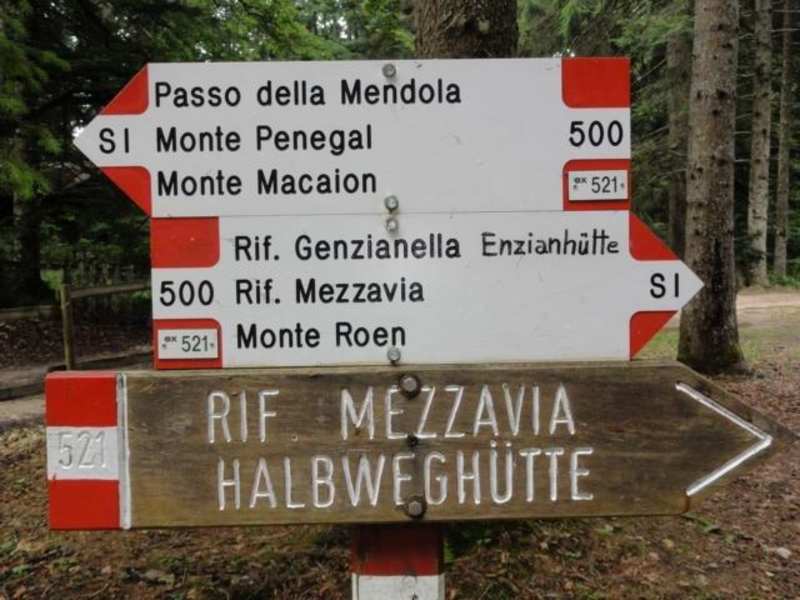 Passo della Mendola
SI Monte Penegal 500
Monte Macaion ex 521
Rif. Genzianella Enzianhütte
500 Rif. Mezzavia SI
ex 521 Monte Roen
RIF. MEZZAVIA
521
HALBWEGHÜTTE